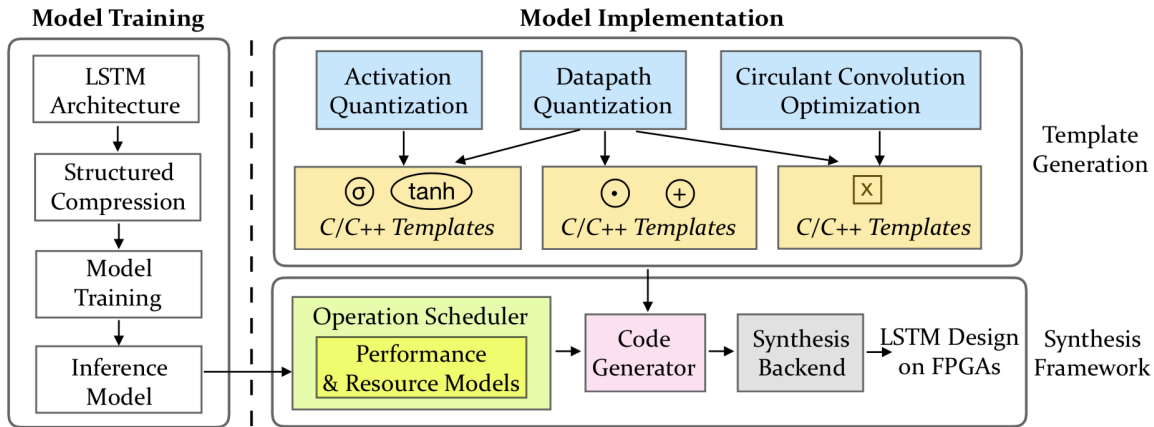 Model Training
LSTM
Architecture
Structured
Compression
Model
Training
Inference
Model
Model Implementation
Activation
Quantization
Datapath
Quantization
Circulant Convolution
Optimization
σ tanh
C/C++ Templates
• +
C/C++ Templates
x
C/C++ Templates
Template
Generation
Operation Scheduler
Performance
& Resource Models
Code
Generator
Synthesis
Backend
LSTM Design
on FPGAs
Synthesis
Framework